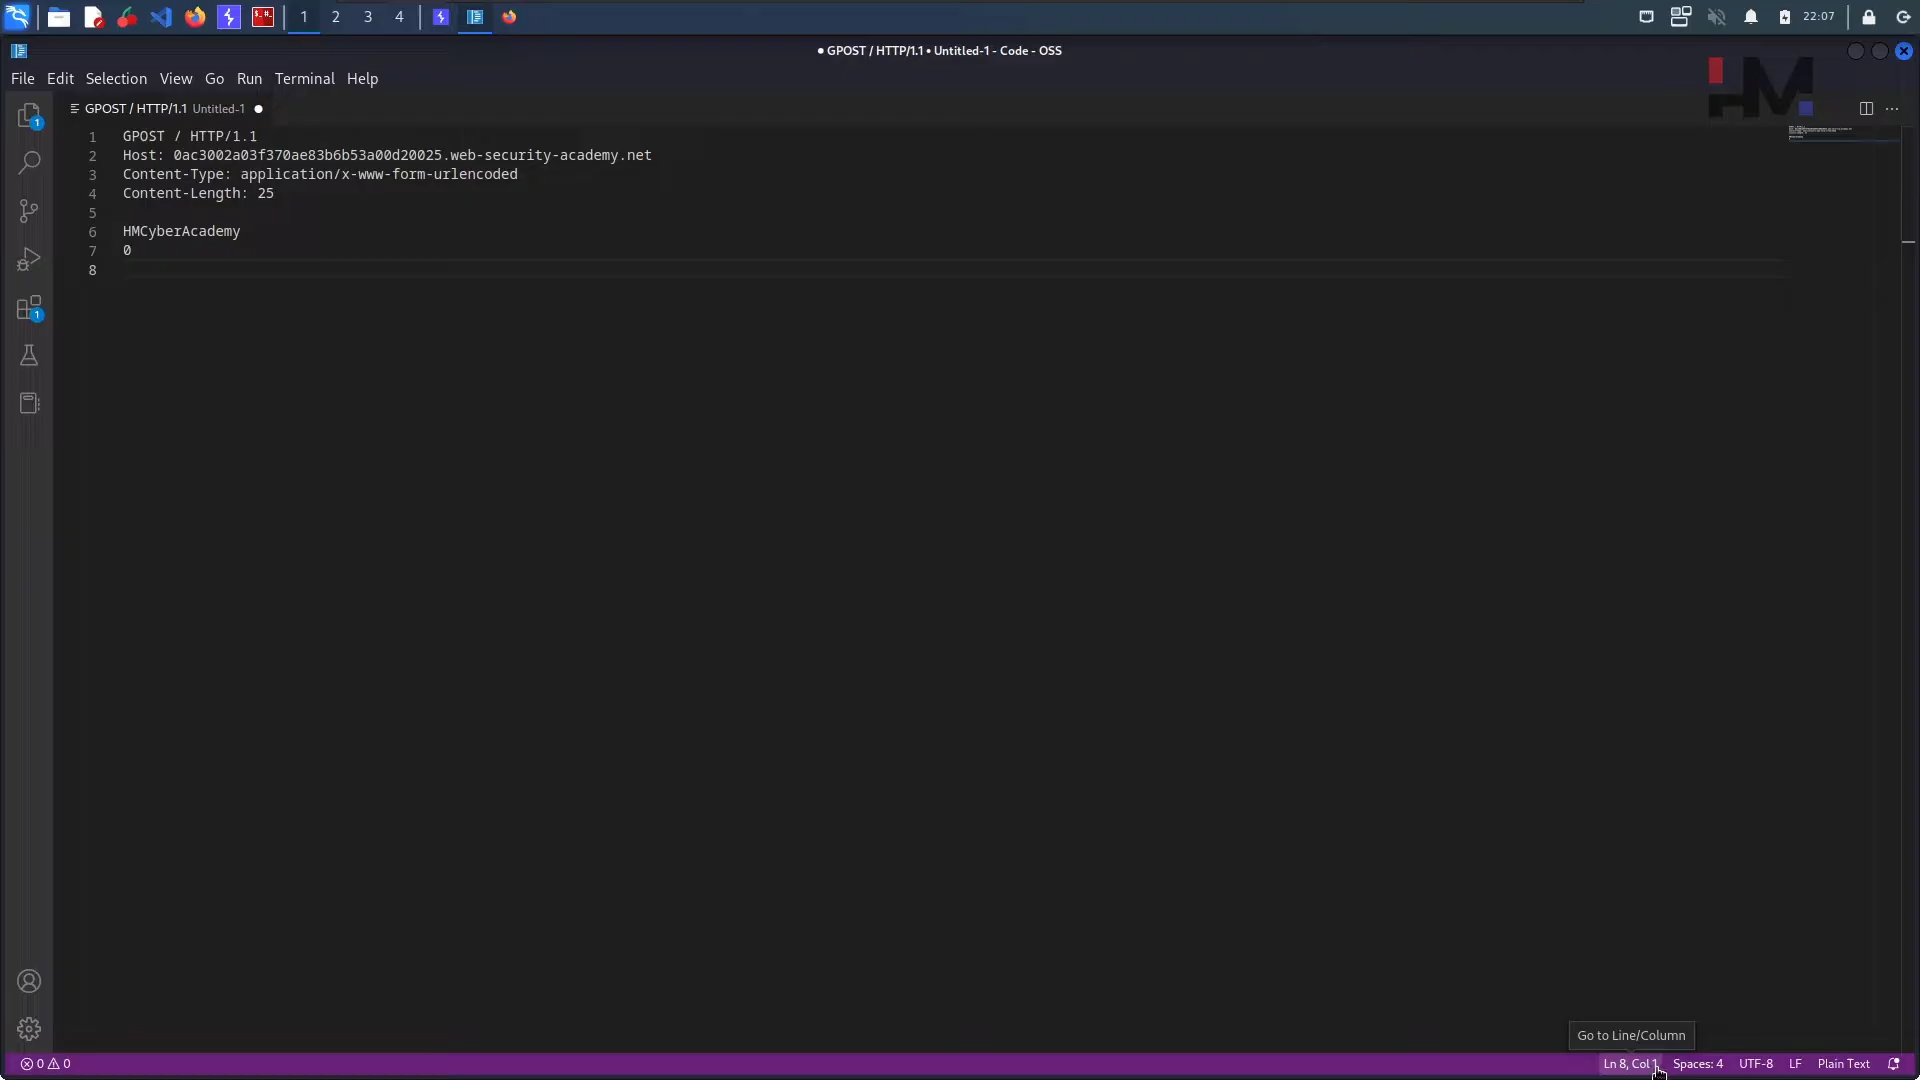 1 2 3 4 22:07
● GPOST / HTTP/1.1 • Untitled-1 - Code - OSS
HM
File Edit Selection View Go Run Terminal Help
GPOST / HTTP/1.1 Untitled-1 ●
1 GPOST / HTTP/1.1
2 Host: 0ac3002a03f370ae83b6b53a00d20025.web-security-academy.net
3 Content-Type: application/x-www-form-urlencoded
4 Content-Length: 25
5
6 HMCyberAcademy
7 0
8
1
1
Go to Line/Column
0 0 Ln 8, Col 1 Spaces: 4 UTF-8 LF Plain Text